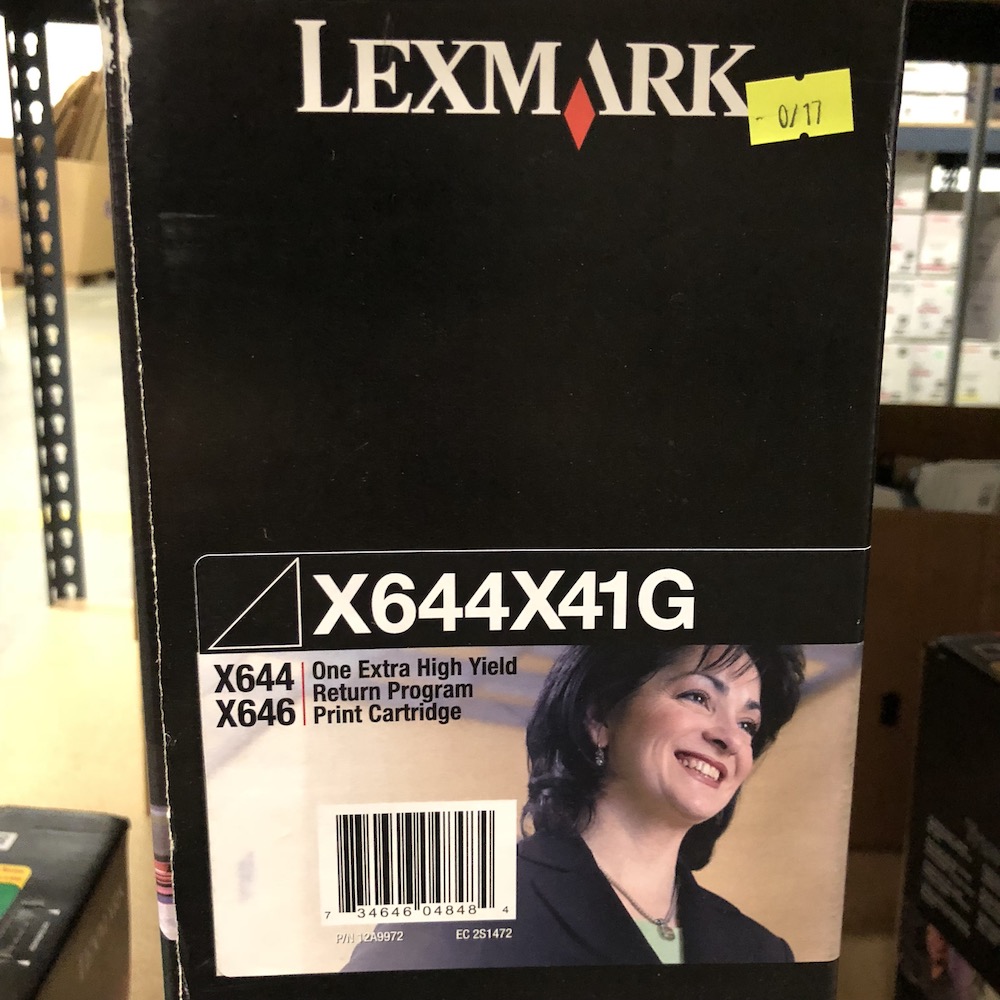 LEXMARK
- 0/17
X644X41G
X644
X646
One Extra High Yield
Return Program
Print Cartridge
7 34646 04848 4
P/N 12A9972 EC 2S1472